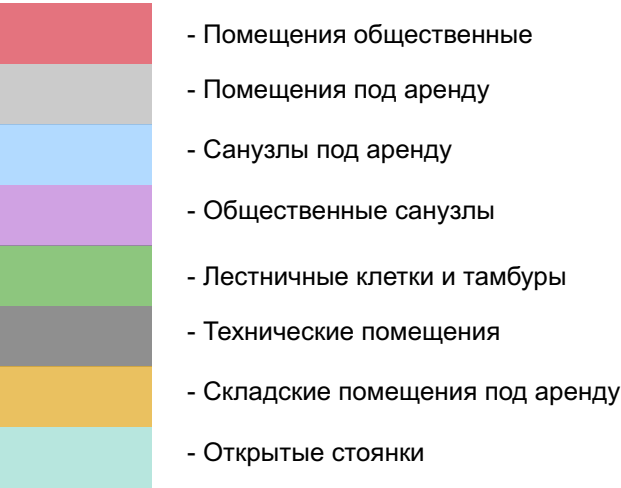 - Помещения общественные
- Помещения под аренду
- Санузлы под аренду
- Общественные санузлы
- Лестничные клетки и тамбуры
- Технические помещения
- Складские помещения под аренду
- Открытые стоянки